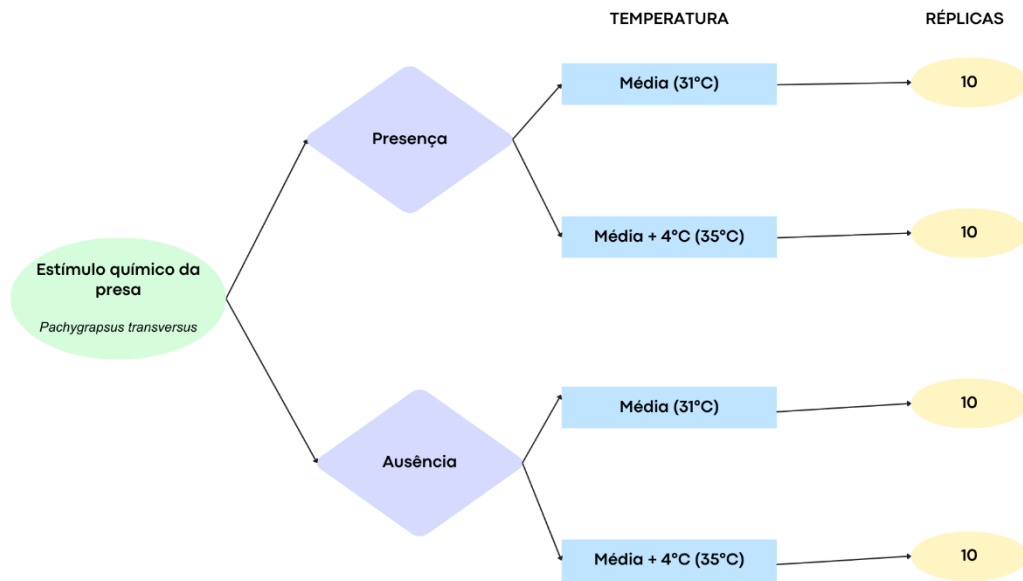 TEMPERATURA
RÉPLICAS
Média (31°C)
10
Presença
Média + 4°C (35°C)
10
Estímulo químico da
presa
Pachygrapsus transversus
Média (31°C)
10
Ausência
Média + 4°C (35°C)
10